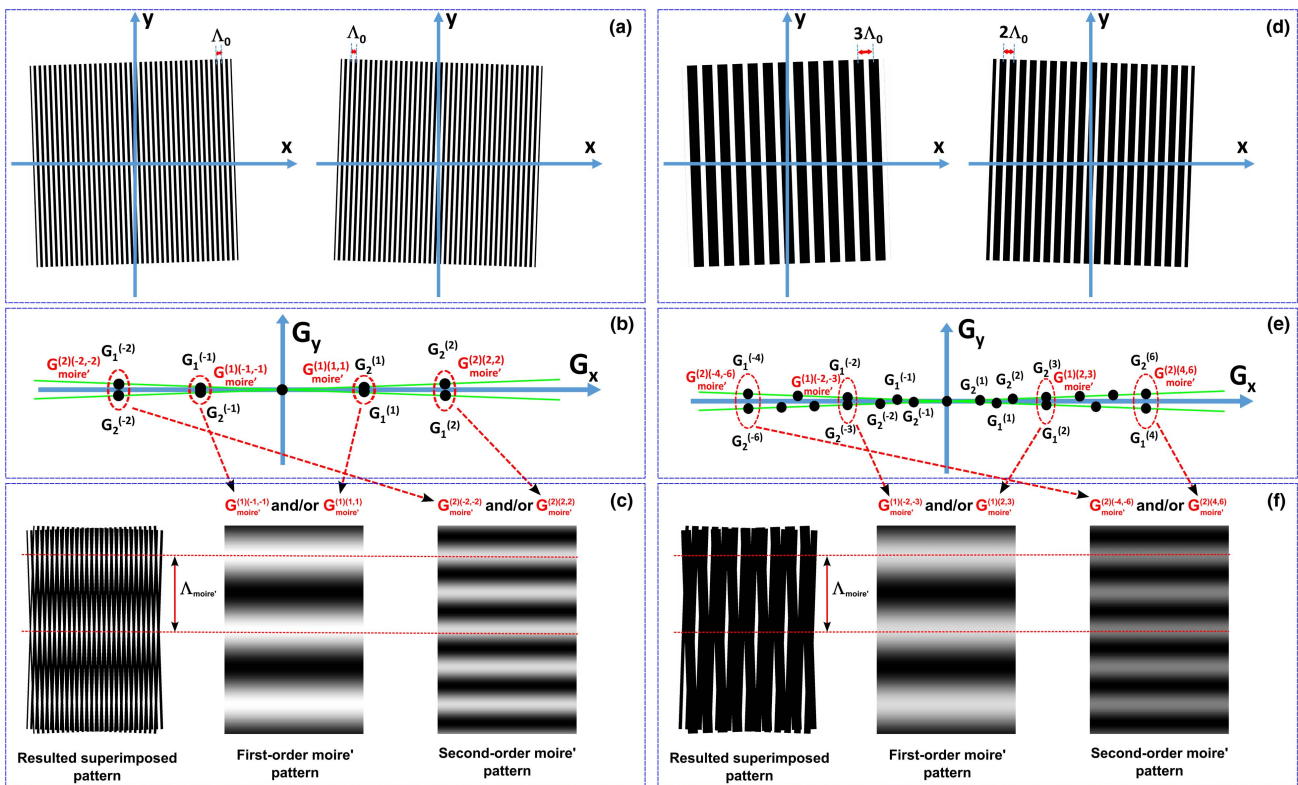 (a)
y
Λ0
x
y
Λ0
x
(b)
Gy
Gx
G1(-2)
G moire'(2)(-2,-2)
G2(-2)
G1(-1)
G moire'(1)(-1,-1)
G2(-1)
G moire'(1)(1,1)
G2(1)
G1(1)
G2(2)
G moire'(2)(2,2)
G1(2)
(c)
G moire'(1)(-1,-1) and/or G moire'(1)(1,1)
G moire'(2)(-2,-2) and/or G moire'(2)(2,2)
Λmoire'
Resulted superimposed
pattern
First-order moire'
pattern
Second-order moire'
pattern
(d)
y
3Λ0
x
y
2Λ0
x
(e)
Gy
Gx
G1(-4)
G moire'(2)(-4,-6)
G2(-6)
G1(-2)
G moire'(1)(-2,-3)
G2(-3)
G1(-1)
G2(-2)
G2(-1)
G2(1)
G2(2)
G1(1)
G2(3)
G moire'(1)(2,3)
G1(2)
G2(6)
G moire'(2)(4,6)
G1(4)
(f)
G moire'(1)(-2,-3) and/or G moire'(1)(2,3)
G moire'(2)(-4,-6) and/or G moire'(2)(4,6)
Λmoire'
Resulted superimposed
pattern
First-order moire'
pattern
Second-order moire'
pattern